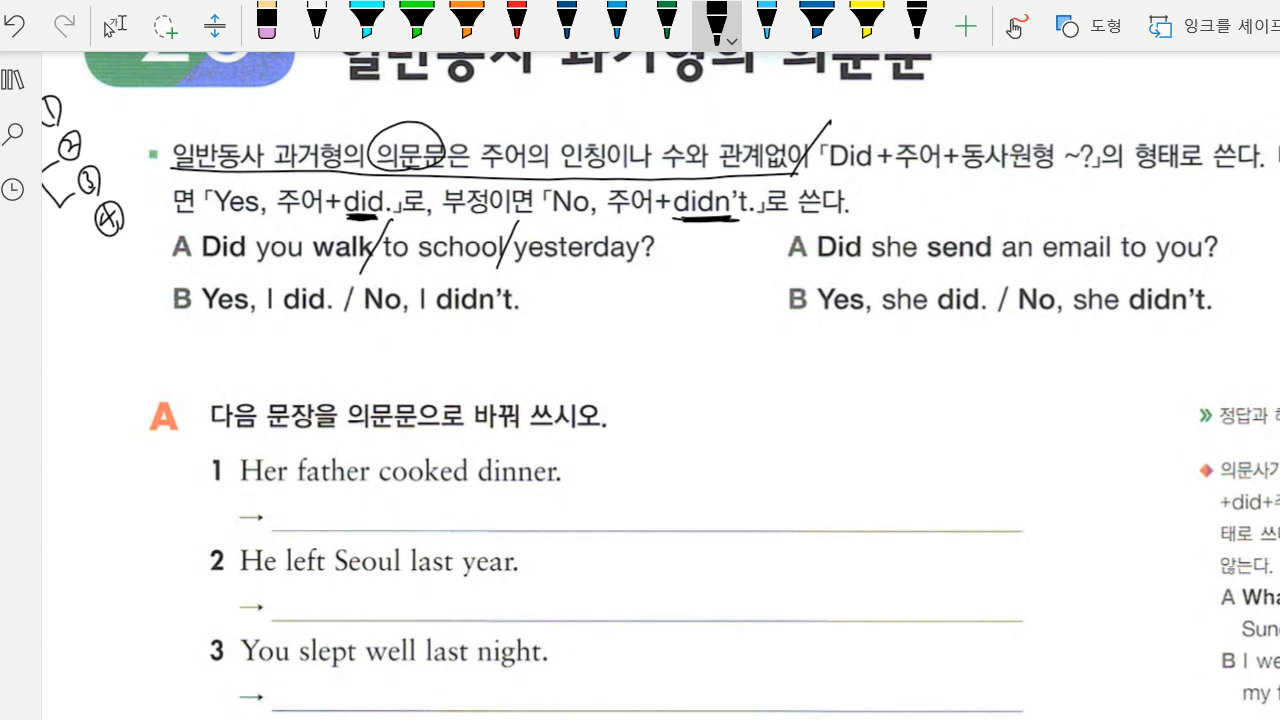 도형
잉크를 셰이프
일반동사 과거형의 의문문
①
②
③
④
일반동사 과거형의 의문문은 주어의 인칭이나 수와 관계없이 「Did+주어+동사원형 ~?」의 형태로 쓴다.
면 「Yes, 주어+did.」로, 부정이면 「No, 주어+didn't.」로 쓴다.
A Did you walk to school yesterday?
B Yes, I did. / No, I didn't.
A Did she send an email to you?
B Yes, she did. / No, she didn't.
A 다음 문장을 의문문으로 바꿔 쓰시오.
1 Her father cooked dinner.
→
2 He left Seoul last year.
→
3 You slept well last night.
→
» 정답과
의문사가
+did+
태로 쓰
않는다.
A Wha
Sun
B I we
my f